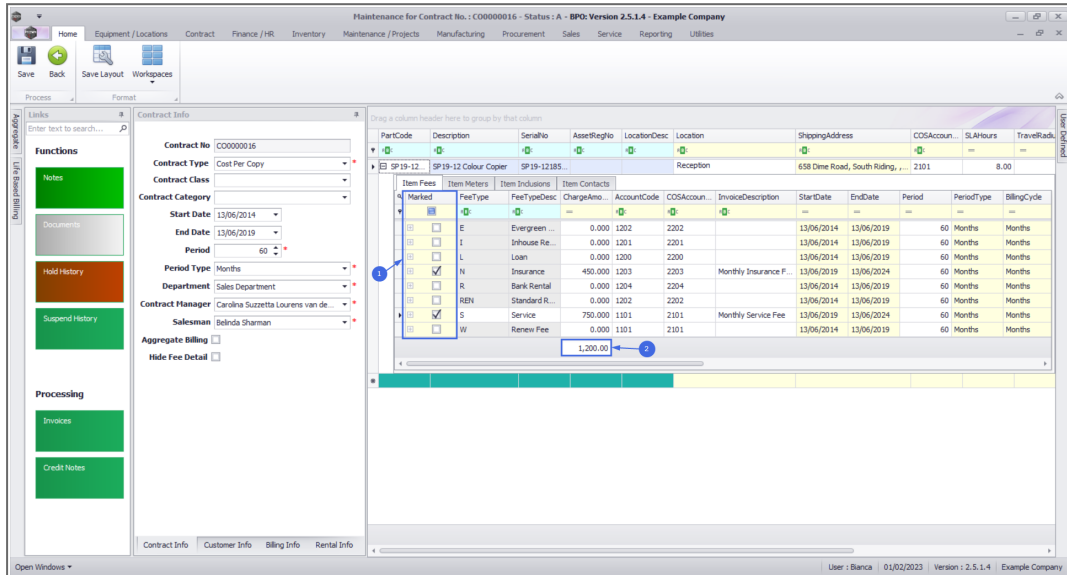 Maintenance for Contract No. : CO0000016 - Status : A - BPO: Version 2.5.1.4 - Example Company
Home Equipment / Locations Contract Finance / HR Inventory Maintenance / Projects Manufacturing Procurement Sales Service Reporting Utilities
Save Back Save Layout Workspaces
Process Format
Aggregate
Life Based Billing
Links
Enter text to search...
Functions
Notes
Documents
Hold History
Suspend History
Processing
Invoices
Credit Notes
Contract Info
Contract No CO0000016
Contract Type Cost Per Copy *
Contract Class
Contract Category
Start Date 13/06/2014
End Date 13/06/2019
Period 60 *
Period Type Months *
Department Sales Department *
Contract Manager Carolina Suzzetta Lourens van de... *
Salesman Belinda Sharman *
Aggregate Billing
Hide Fee Detail
Contract Info Customer Info Billing Info Rental Info
Drag a column header here to group by that column
PartCode Description SerialNo AssetRegNo LocationDesc Location ShippingAddress COSAccoun... SLAHours TravelRadiu
SP19-12... SP19-12 Colour Copier SP19-12185... Reception 658 Dime Road, South Riding, ,... 2101 8.00
Item Fees Item Meters Item Inclusions Item Contacts
Marked FeeType FeeTypeDesc ChargeAmo... AccountCode COSAccoun... InvoiceDescription StartDate EndDate Period PeriodType BillingCycle
E Evergreen ... 0.000 1202 2202 13/06/2014 13/06/2019 60 Months Months
I Inhouse Re... 0.000 1201 2201 13/06/2014 13/06/2019 60 Months Months
L Loan 0.000 1200 2200 13/06/2014 13/06/2019 60 Months Months
N Insurance 450.000 1203 2203 Monthly Insurance F... 13/06/2019 13/06/2024 60 Months Months
R Bank Rental 0.000 1204 2204 13/06/2014 13/06/2019 60 Months Months
REN Standard R... 0.000 1202 2202 13/06/2014 13/06/2019 60 Months Months
S Service 750.000 1101 2101 Monthly Service Fee 13/06/2019 13/06/2024 60 Months Months
W Renew Fee 0.000 1101 2101 13/06/2014 13/06/2019 60 Months Months
1
1,200.00
2
User Defined
Open Windows
User : Bianca 01/02/2023 Version : 2.5.1.4 Example Company